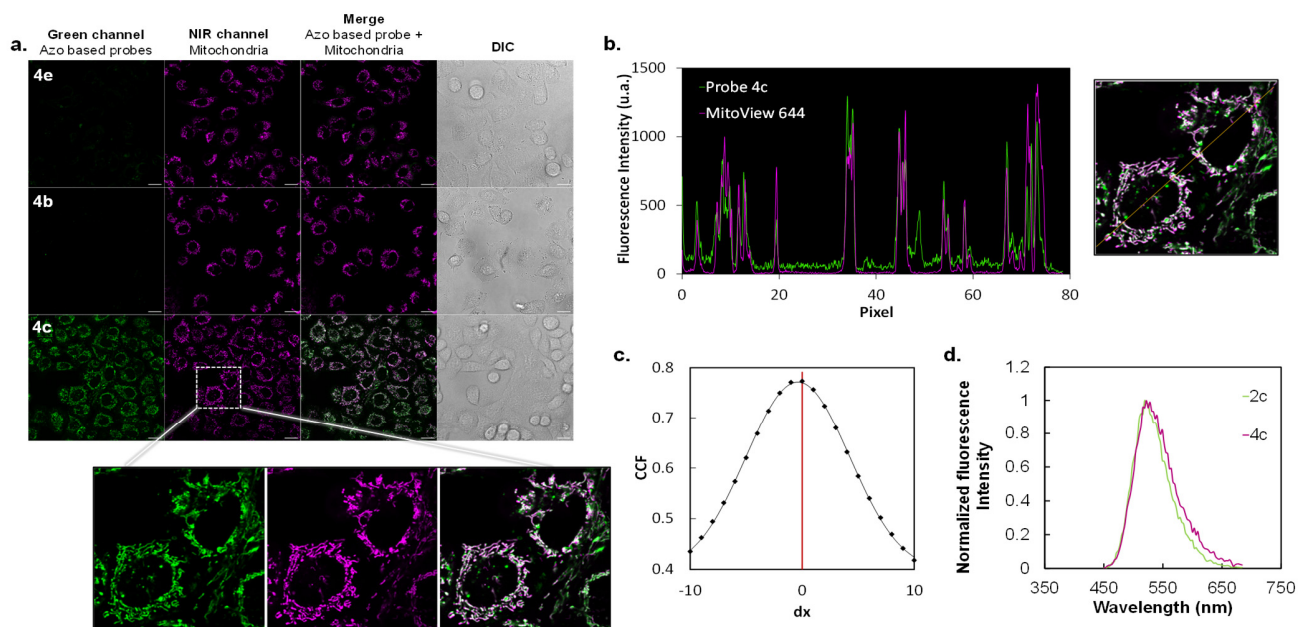 a.
Green channel
Azo based probes
NIR channel
Mitochondria
Merge
Azo based probe +
Mitochondria
DIC
4e
4b
4c
b.
Fluorescence Intensity (u.a.)
1500
1000
500
0
Probe 4c
MitoView 644
0 20 40 60 80
Pixel
c.
CCF
0.8
0.7
0.6
0.5
0.4
-10 0 10
dx
d.
Normalized fluorescence
Intensity
1.2
1
0.8
0.6
0.4
0.2
0
2c
4c
350 450 550 650 750
Wavelength (nm)